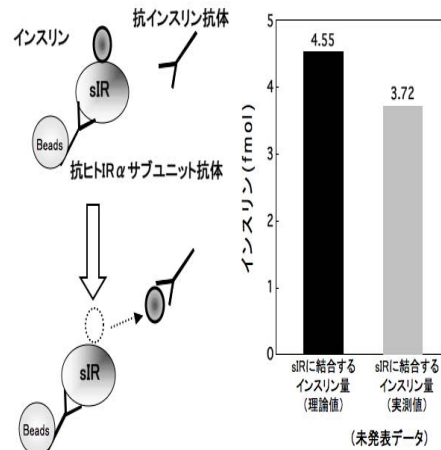 インスリン
抗インスリン抗体
sIR
Beads
抗ヒトIRαサブユニット抗体
sIR
Beads
インスリン(fmol)
5
4
3
2
1
0
4.55
3.72
sIRに結合する
インスリン量
(理論値)
sIRに結合する
インスリン量
(実測値)
(未発表データ)